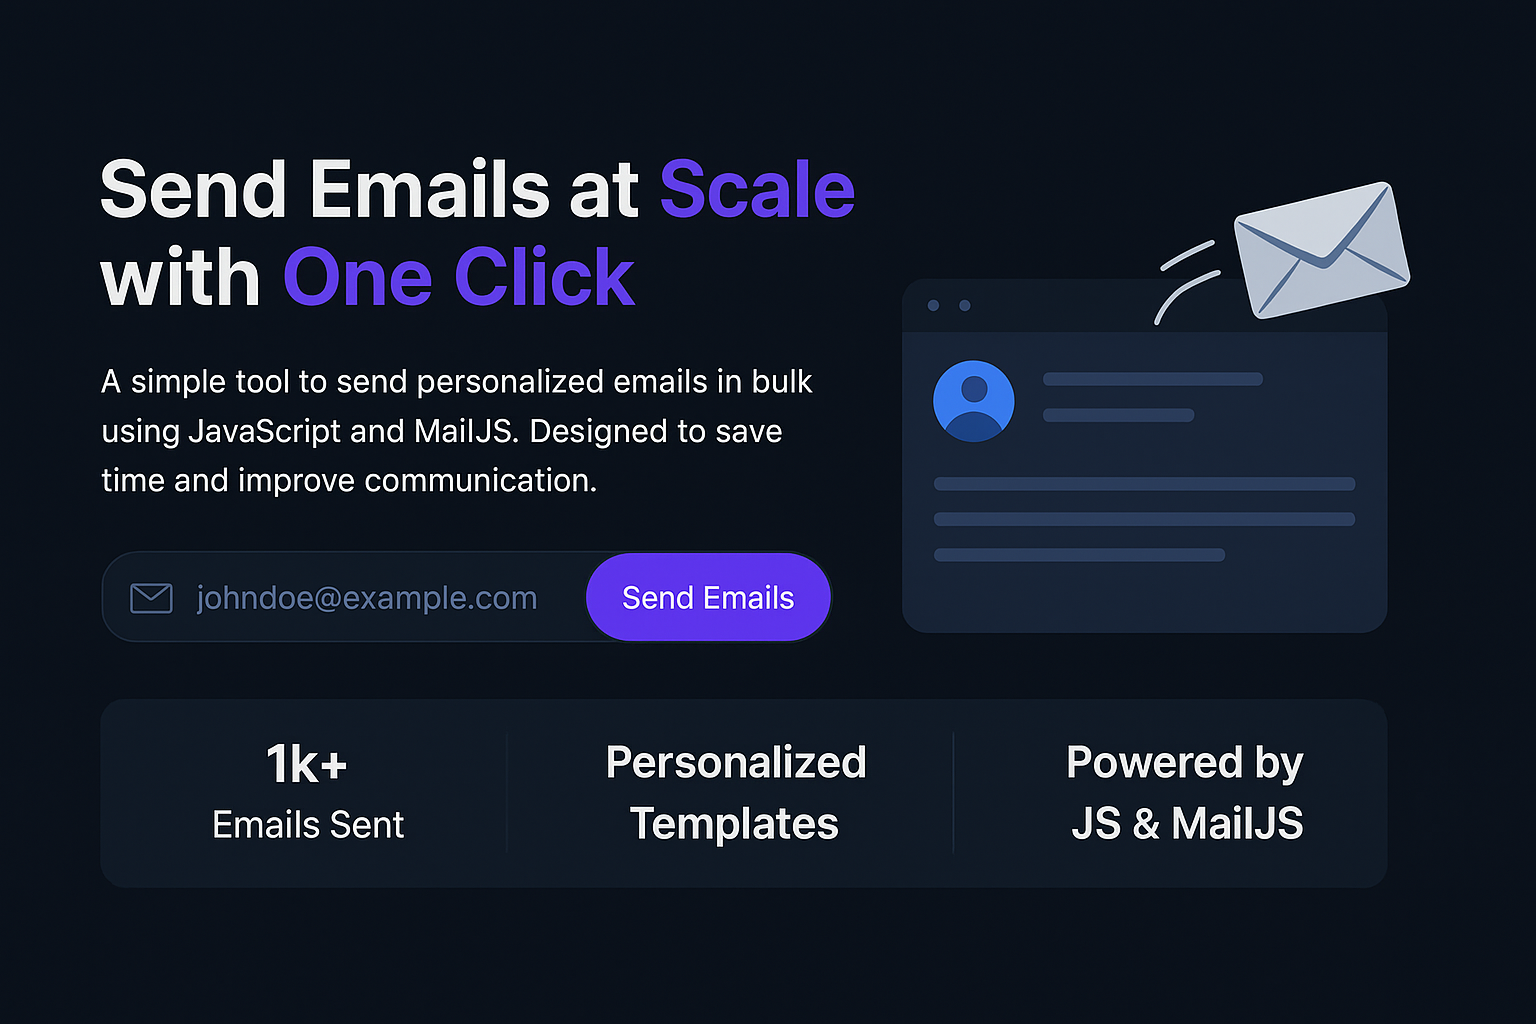 Send Emails at Scale
with One Click
A simple tool to send personalized emails in bulk
using JavaScript and MailJS. Designed to save
time and improve communication.
johndoe@example.com
Send Emails
1k+
Emails Sent
Personalized
Templates
Powered by
JS & MailJS